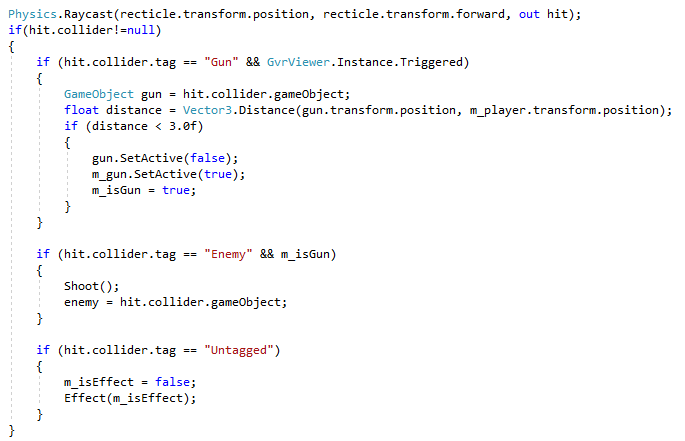 Physics.Raycast(recticle.transform.position, recticle.transform.forward, out hit);
if(hit.collider!=null)
{
    if (hit.collider.tag == "Gun" && GvrViewer.Instance.Triggered)
    {
        GameObject gun = hit.collider.gameObject;
        float distance = Vector3.Distance(gun.transform.position, m_player.transform.position);
        if (distance < 3.0f)
        {
            gun.SetActive(false);
            m_gun.SetActive(true);
            m_isGun = true;
        }
    }

    if (hit.collider.tag == "Enemy" && m_isGun)
    {
        Shoot();
        enemy = hit.collider.gameObject;
    }

    if (hit.collider.tag == "Untagged")
    {
        m_isEffect = false;
        Effect(m_isEffect);
    }
}